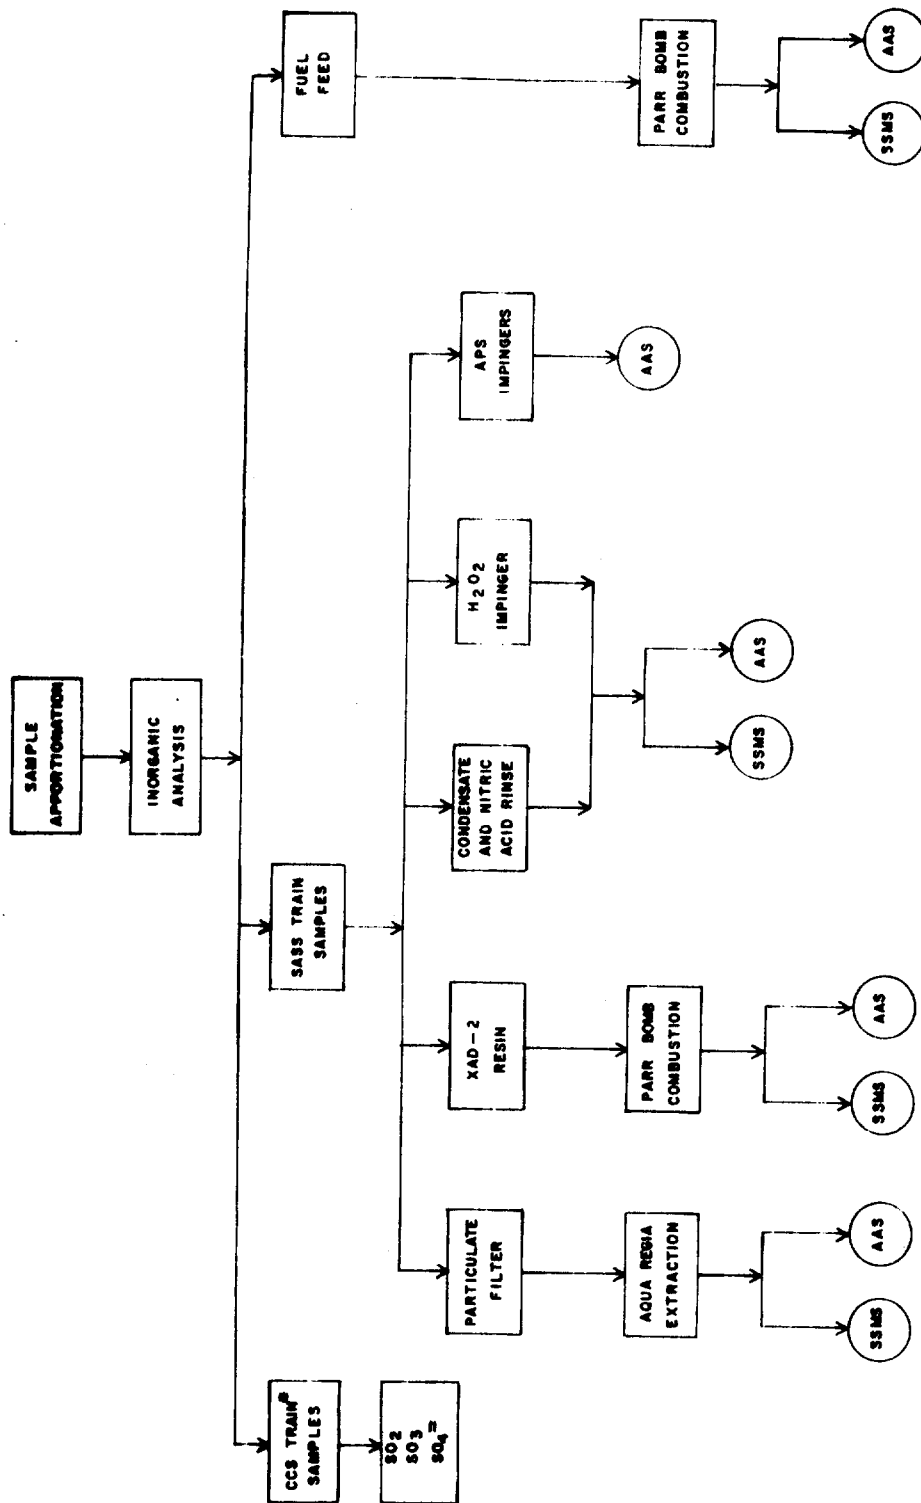 SAMPLE
APPORTIONATION
INORGANIC
ANALYSIS
CCS TRAIN*
SAMPLES
SASS TRAIN
SAMPLES
FUEL
FEED
SO2
SO3
SO4=
PARTICULATE
FILTER
XAD-2
RESIN
CONDENSATE
AND NITRIC
ACID RINSE
H2O2
IMPINGER
APS
IMPINGERS
AQUA REGIA
EXTRACTION
PARR BOMB
COMBUSTION
PARR BOMB
COMBUSTION
SSMS
AAS
SSMS
AAS
SSMS
AAS
AAS
SSMS
AAS